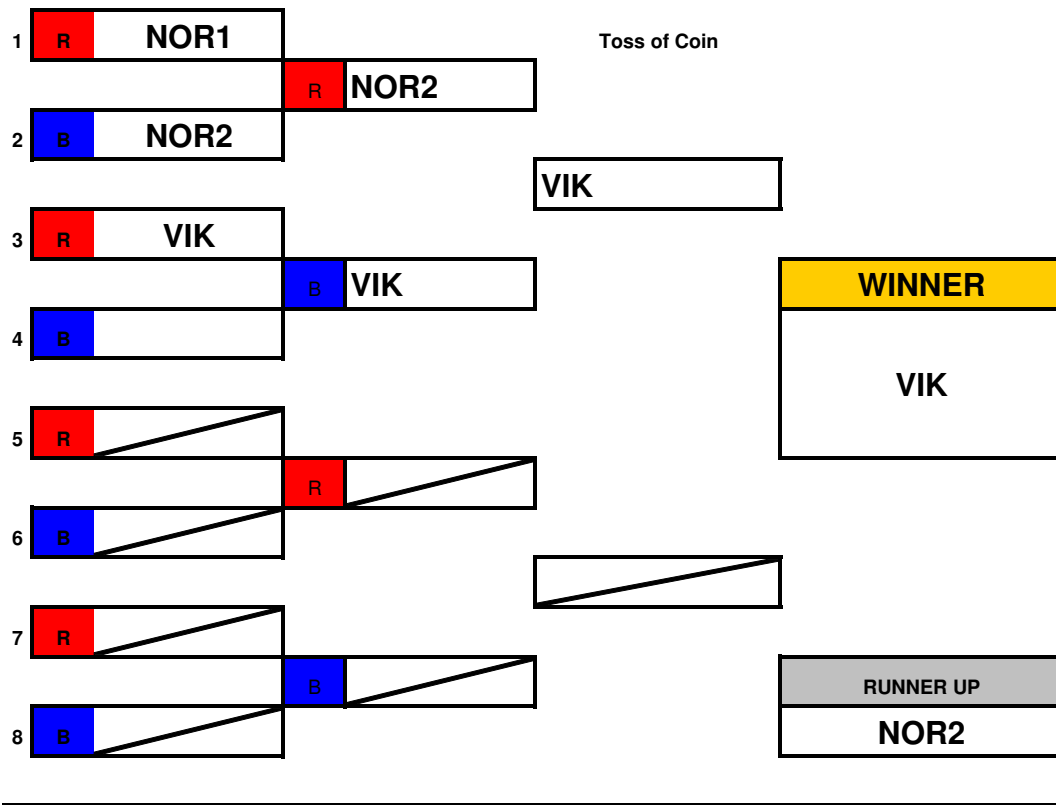 1 R NOR1 Toss of Coin
R NOR2
2 B NOR2
VIK
3 R VIK
B VIK WINNER
4 B
VIK
5 R
R
6 B
7 R
B RUNNER UP
8 B NOR2